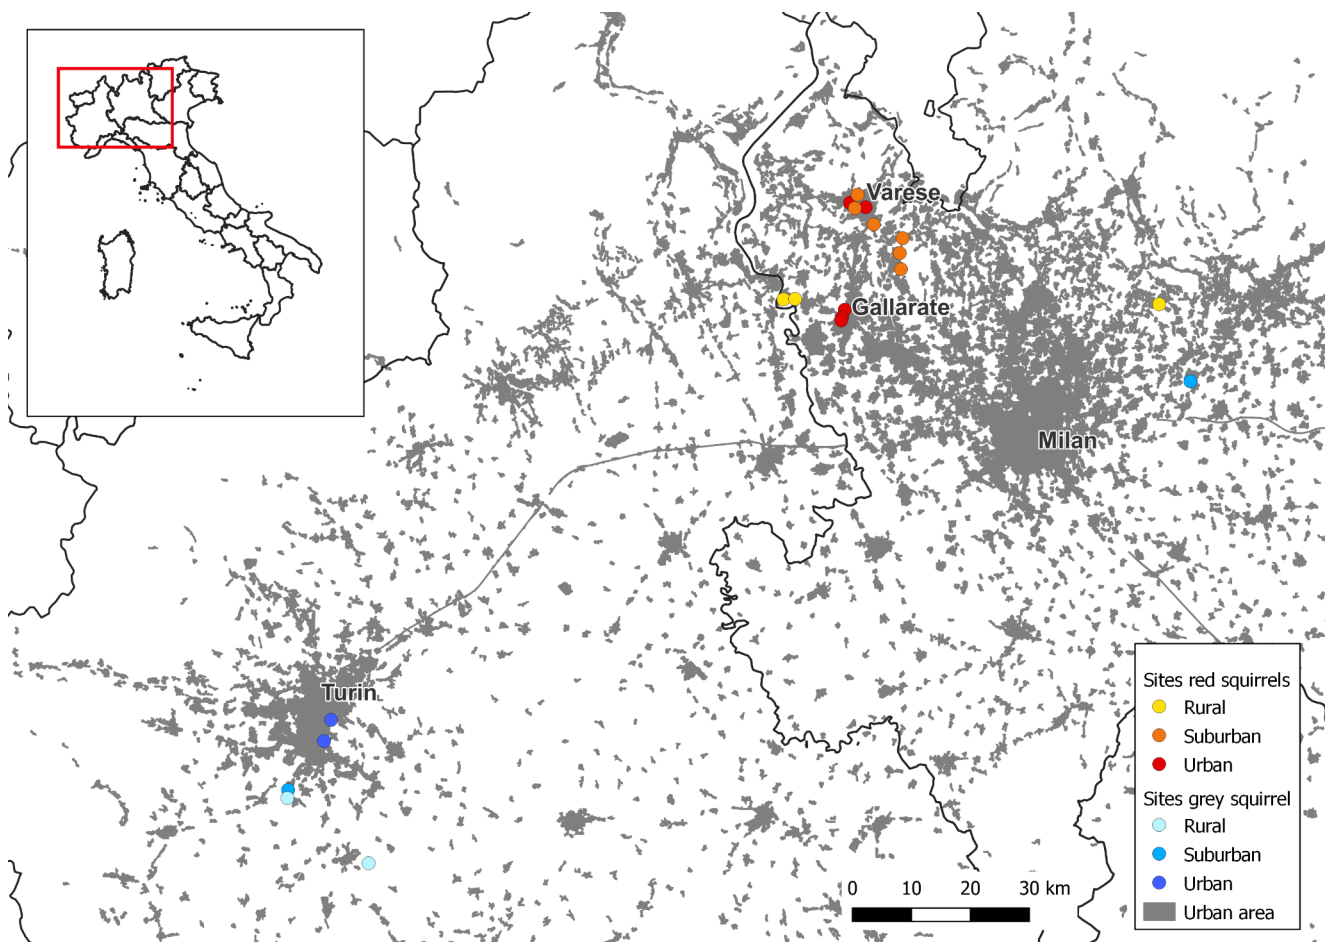 Varese
Gallarate
Milan
Turin
Sites red squirrels
Rural
Suburban
Urban
Sites grey squirrel
Rural
Suburban
Urban
Urban area
0 10 20 30 km